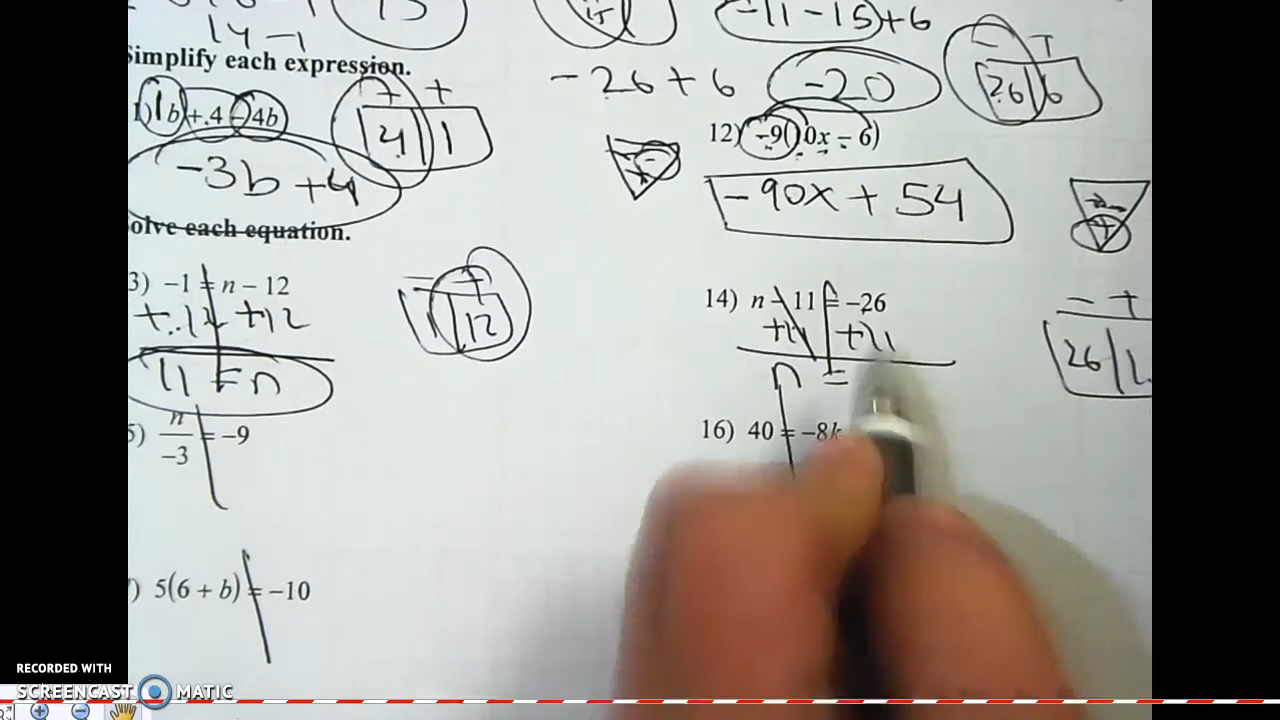 14 – 1
15
-11 - 15 + 6
implify each expression.
-26 + 6
-20
- +
26 | 6
1b + 4 – 4b
+ +
4 | 1
12) –9(10x – 6)
-3b + 4
-90x + 54
olve each equation.
3) –1 = n – 12
+12 +12
11 = n
- +
1 | 12
14) n – 11 = –26
+11 +11
n =
- +
26 | 1
5) n/–3 = –9
16) 40 = –8k
) 5(6 + b) = –10
RECORDED WITH
SCREENCAST MATIC